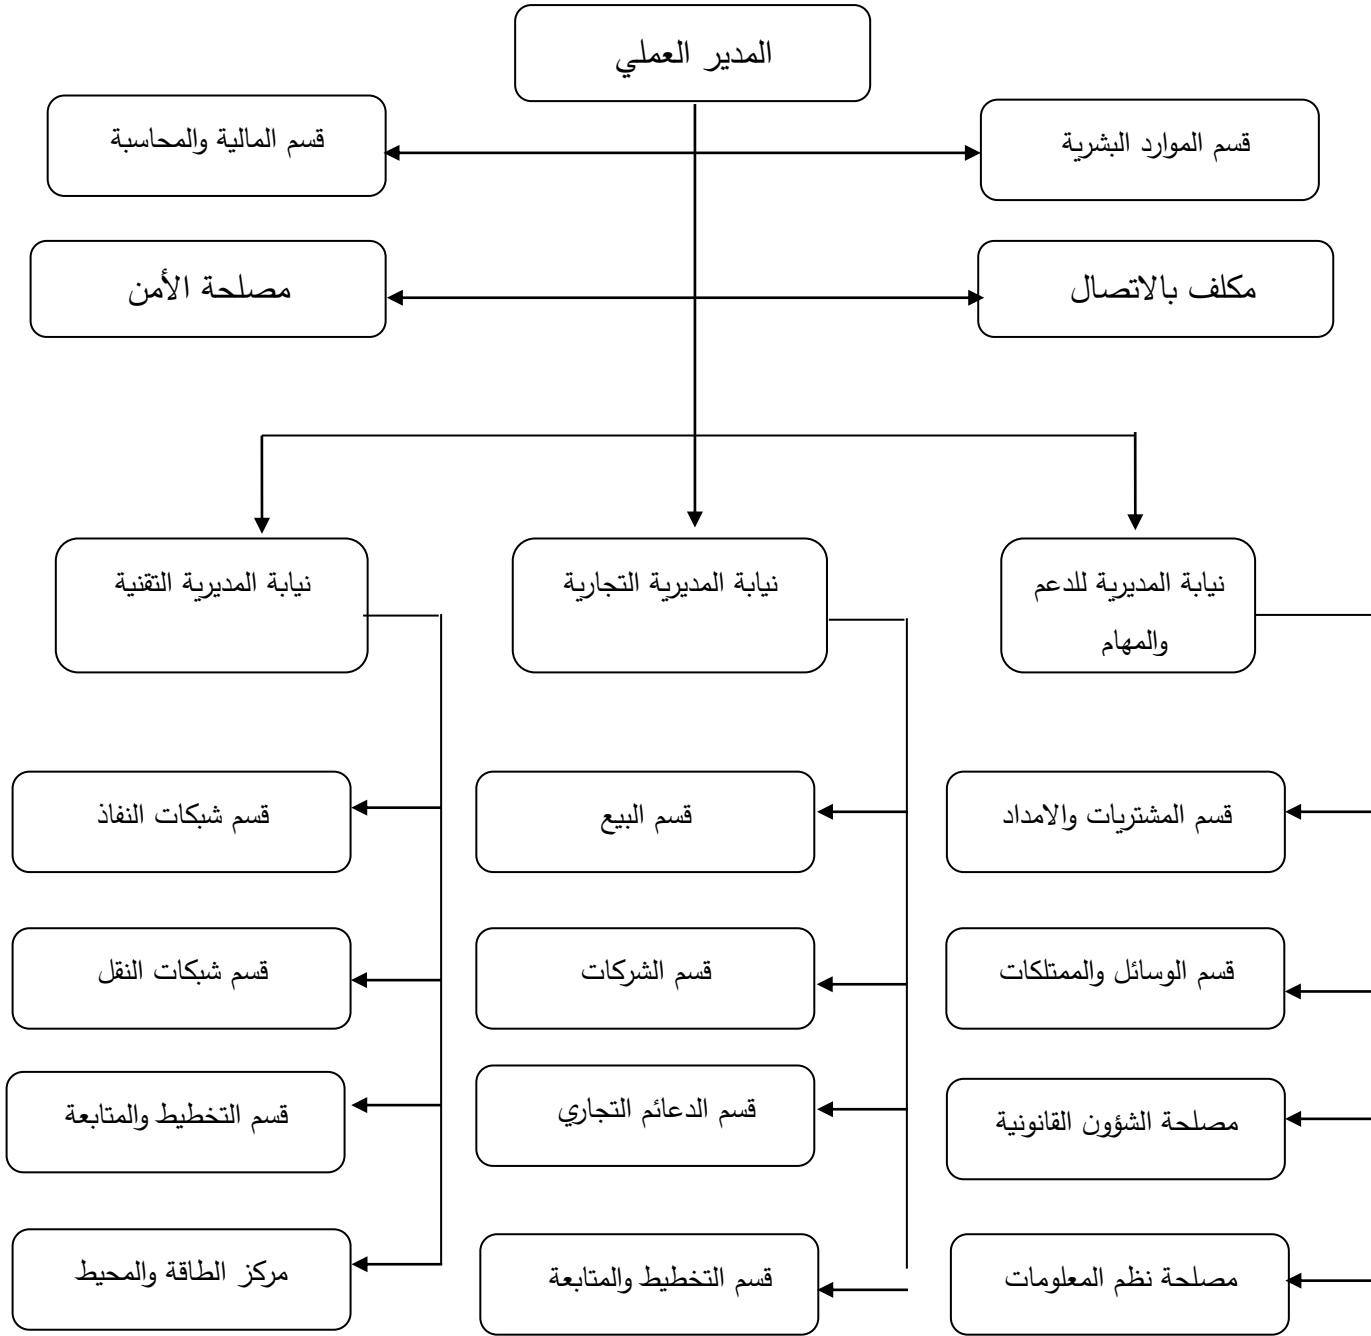 المدير العملي
قسم الموارد البشرية
قسم المالية والمحاسبة
مكلف بالاتصال
مصلحة الأمن
نيابة المديرية للدعم
والمهام
نيابة المديرية التجارية
نيابة المديرية التقنية
قسم المشتريات والامداد
قسم البيع
قسم شبكات النفاذ
قسم الوسائل والممتلكات
قسم الشركات
قسم شبكات النقل
مصلحة الشؤون القانونية
قسم الدعائم التجاري
قسم التخطيط والمتابعة
مصلحة نظم المعلومات
قسم التخطيط والمتابعة
مركز الطاقة والمحيط